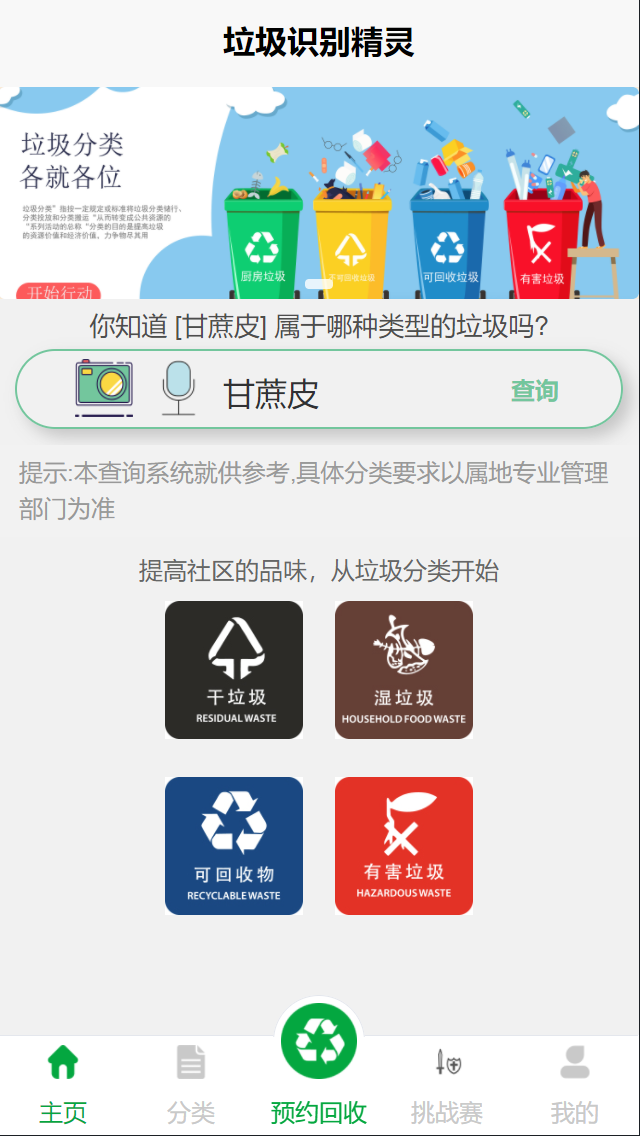 垃圾识别精灵
垃圾分类
各就各位
垃圾分类”指按一定规定或标准将垃圾分类储行、
分类投放和分类搬运 “从而转变成公共资源的
“系列活动的总称 “分类的目的是提高垃圾
的资源价值和经济价值、力争物尽其用
开始行动
厨房垃圾
不可回收垃圾
可回收垃圾
有害垃圾
你知道 [甘蔗皮] 属于哪种类型的垃圾吗?
甘蔗皮
查询
提示:本查询系统就供参考,具体分类要求以属地专业管理
部门为准
提高社区的品味，从垃圾分类开始
干垃圾
RESIDUAL WASTE
湿垃圾
HOUSEHOLD FOOD WASTE
可回收物
RECYCLABLE WASTE
有害垃圾
HAZARDOUS WASTE
主页
分类
预约回收
挑战赛
我的